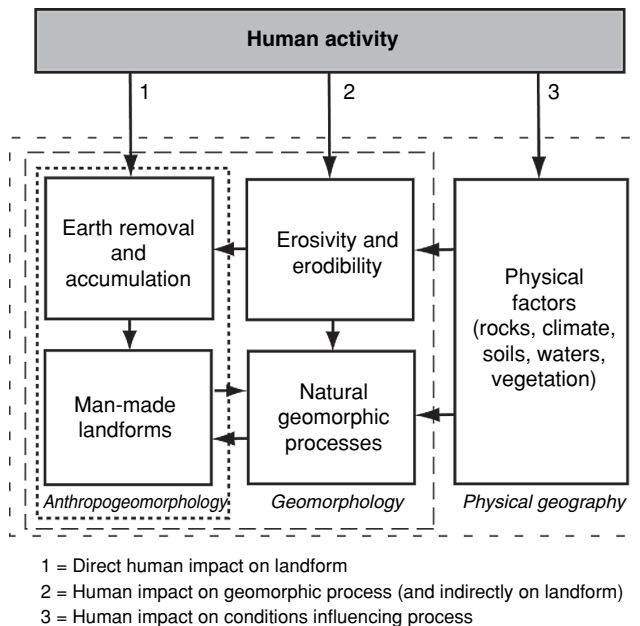 Human activity
1
2
3
Earth removal
and
accumulation
Erosivity and
erodibility
Physical
factors
(rocks, climate,
soils, waters,
vegetation)
Man-made
landforms
Natural
geomorphic
processes
Anthropogeomorphology
Geomorphology
Physical geography
1 = Direct human impact on landform
2 = Human impact on geomorphic process (and indirectly on landform)
3 = Human impact on conditions influencing process